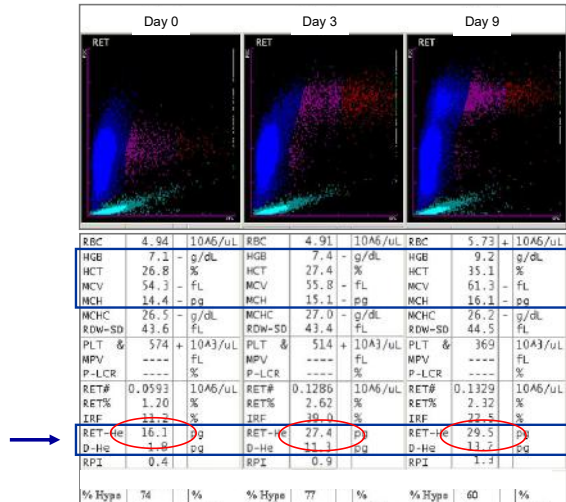 Day 0 Day 3 Day 9
RET RET RET
RBC 4.94 10^6/uL RBC 4.91 10^6/uL RBC 5.73 + 10^6/uL
HGB 7.1 - g/dL HGB 7.4 - g/dL HGB 9.2 g/dL
HCT 26.8 % HCT 27.4 % HCT 35.1 %
MCV 54.3 - fL MCV 55.8 - fL MCV 61.3 - fL
MCH 14.4 - pg MCH 15.1 - pg MCH 16.1 - pg
MCHC 26.5 - g/dL MCHC 27.0 - g/dL MCHC 26.2 - g/dL
RDW-SD 43.6 fL RDW-SD 43.4 fL RDW-SD 44.5 fL
PLT & 574 + 10^3/uL PLT & 514 + 10^3/uL PLT & 369 10^3/uL
MPV ---- fL MPV ---- fL MPV ---- fL
P-LCR ---- % P-LCR ---- % P-LCR ---- %
RET# 0.0593 10^6/uL RET# 0.1286 10^6/uL RET# 0.1329 10^6/uL
RET% 1.20 % RET% 2.62 % RET% 2.32 %
IRF 11.2 % IRF 39.0 % IRF %
RET-He 16.1 pg RET-He 27.4 pg RET-He 29.5 pg
D-He 1.8 pg D-He 11.3 pg D-He pg
RPI 0.4 RPI 0.9 RPI 1.3
% Hypo 74 % % Hypo 77 % % Hypo 60 %